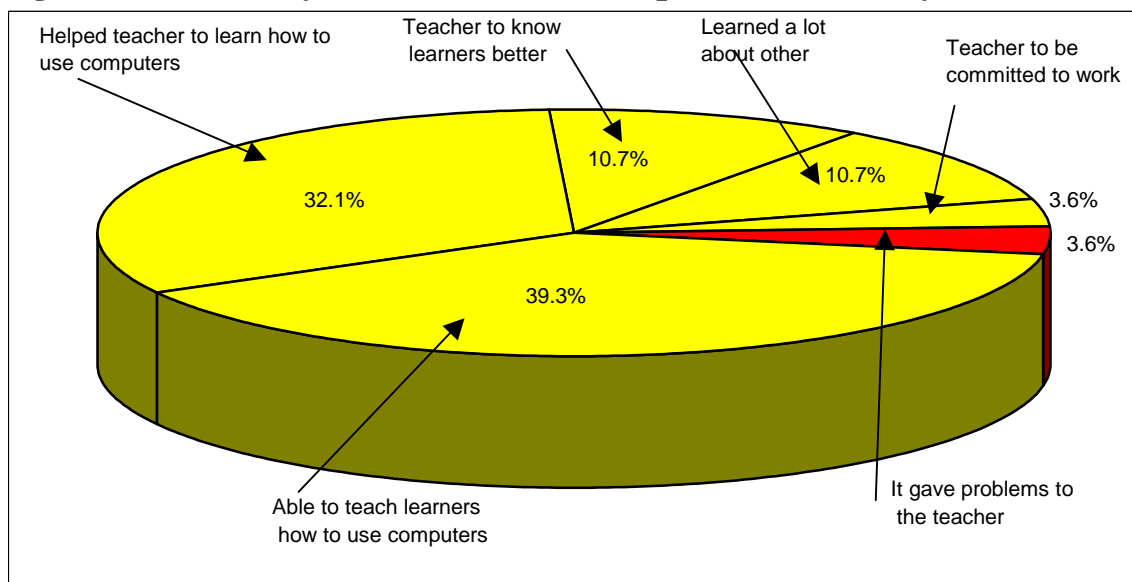 Helped teacher to learn how to
use computers
Teacher to know
learners better
Learned a lot
about other
Teacher to be
committed to work
10.7%
10.7%
32.1%
3.6%
3.6%
39.3%
Able to teach learners
how to use computers
It gave problems to
the teacher